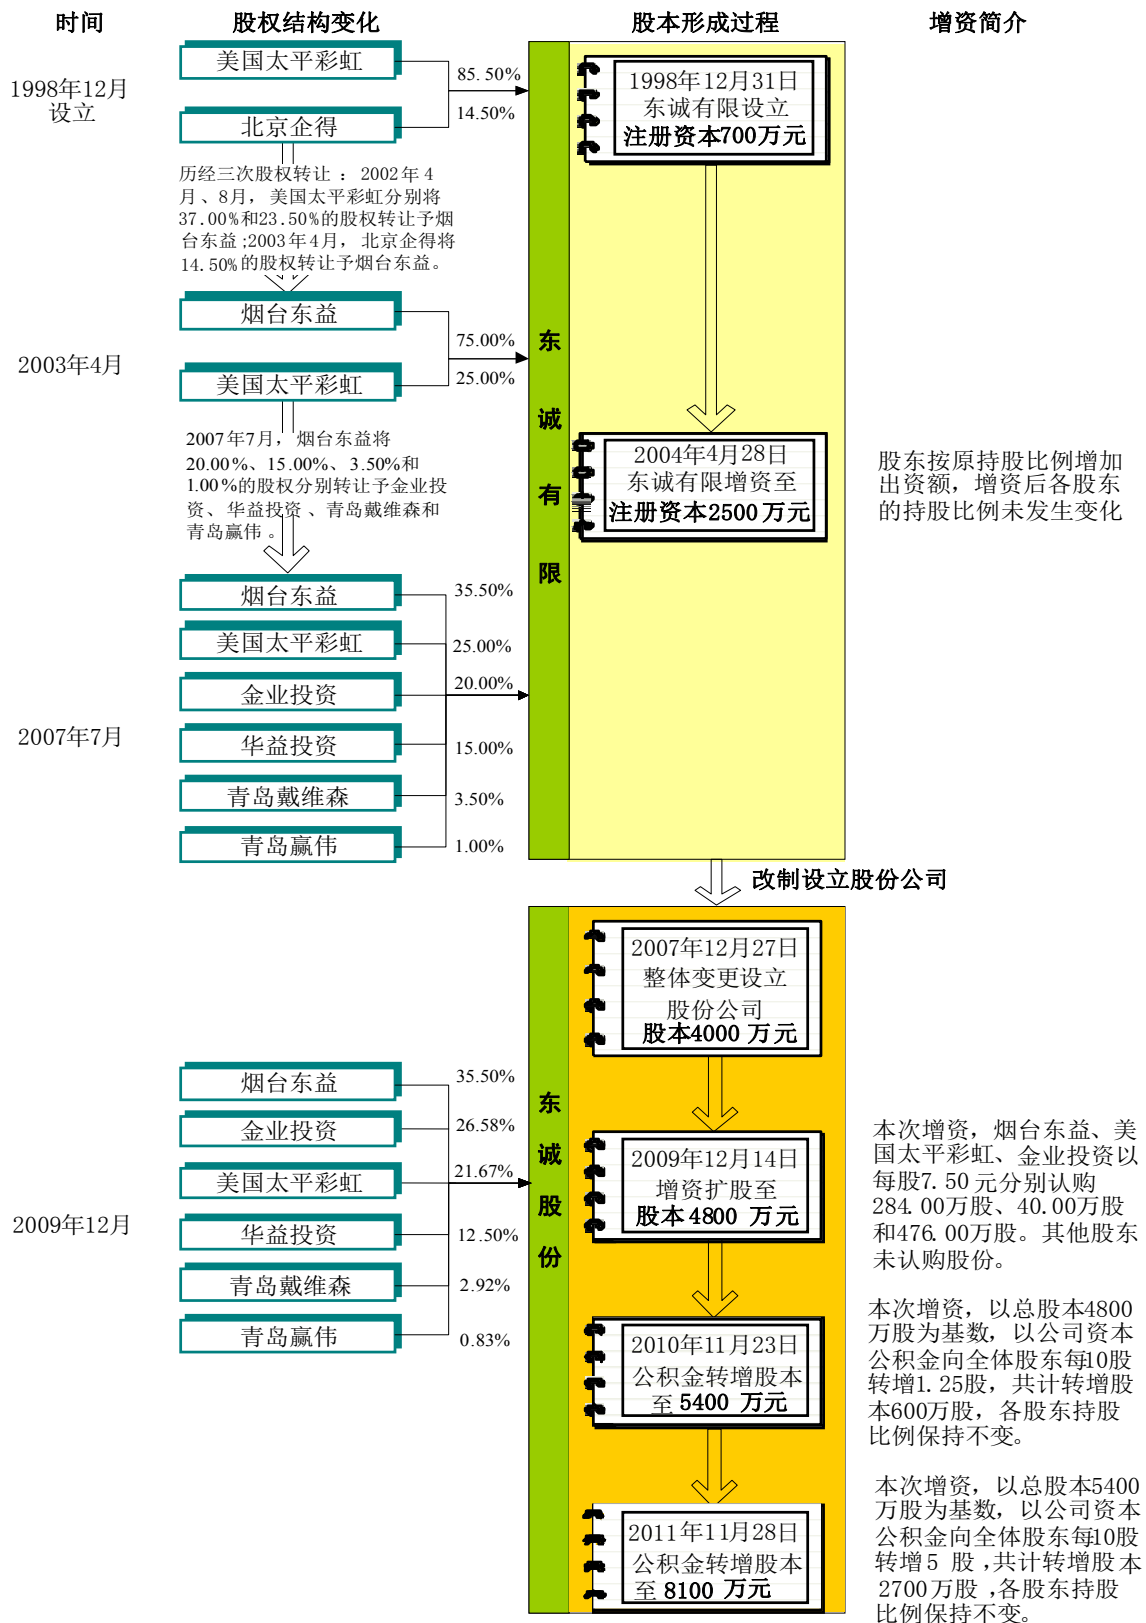 时间
股权结构变化
股本形成过程
增资简介
1998年12月
设立
美国太平彩虹
85.50%
14.50%
北京企得
1998年12月31日
东诚有限设立
注册资本700万元
历经三次股权转让 ： 2002年4
月、8月，美国太平彩虹分别将
37.00%和23.50%的股权转让予烟
台东益;2003年4月，北京企得将
14.50%的股权转让予烟台东益。
2003年4月
烟台东益
75.00%
25.00%
美国太平彩虹
东
诚
有
限
2007年7月，烟台东益将
20.00%、15.00%、3.50%和
1.00%的股权分别转让予金业投
资、华益投资 、青岛戴维森和
青岛赢伟 。
2004年4月28日
东诚有限增资至
注册资本2500万元
股东按原持股比例增加
出资额，增资后各股东
的持股比例未发生变化
2007年7月
烟台东益
35.50%
美国太平彩虹
25.00%
金业投资
20.00%
华益投资
15.00%
青岛戴维森
3.50%
青岛赢伟
1.00%
改制设立股份公司
2007年12月27日
整体变更设立
股份公司
股本4000 万元
2009年12月
烟台东益
35.50%
金业投资
26.58%
美国太平彩虹
21.67%
华益投资
12.50%
青岛戴维森
2.92%
青岛赢伟
0.83%
东
诚
股
份
2009年12月14日
增资扩股至
股本4800 万元
本次增资，烟台东益、美
国太平彩虹、金业投资以
每股7.50 元分别认购
284.00万股、40.00万股
和476.00万股。其他股东
未认购股份。
2010年11月23日
公积金转增股本
至 5400 万元
本次增资，以总股本4800
万股为基数，以公司资本
公积金向全体股东每10股
转增1.25股，共计转增股
本600万股，各股东持股
比例保持不变。
2011年11月28日
公积金转增股本
至 8100 万元
本次增资，以总股本5400
万股为基数，以公司资本
公积金向全体股东每10股
转增5 股 ,共计转增股本
2700万股 ,各股东持股
比例保持不变。